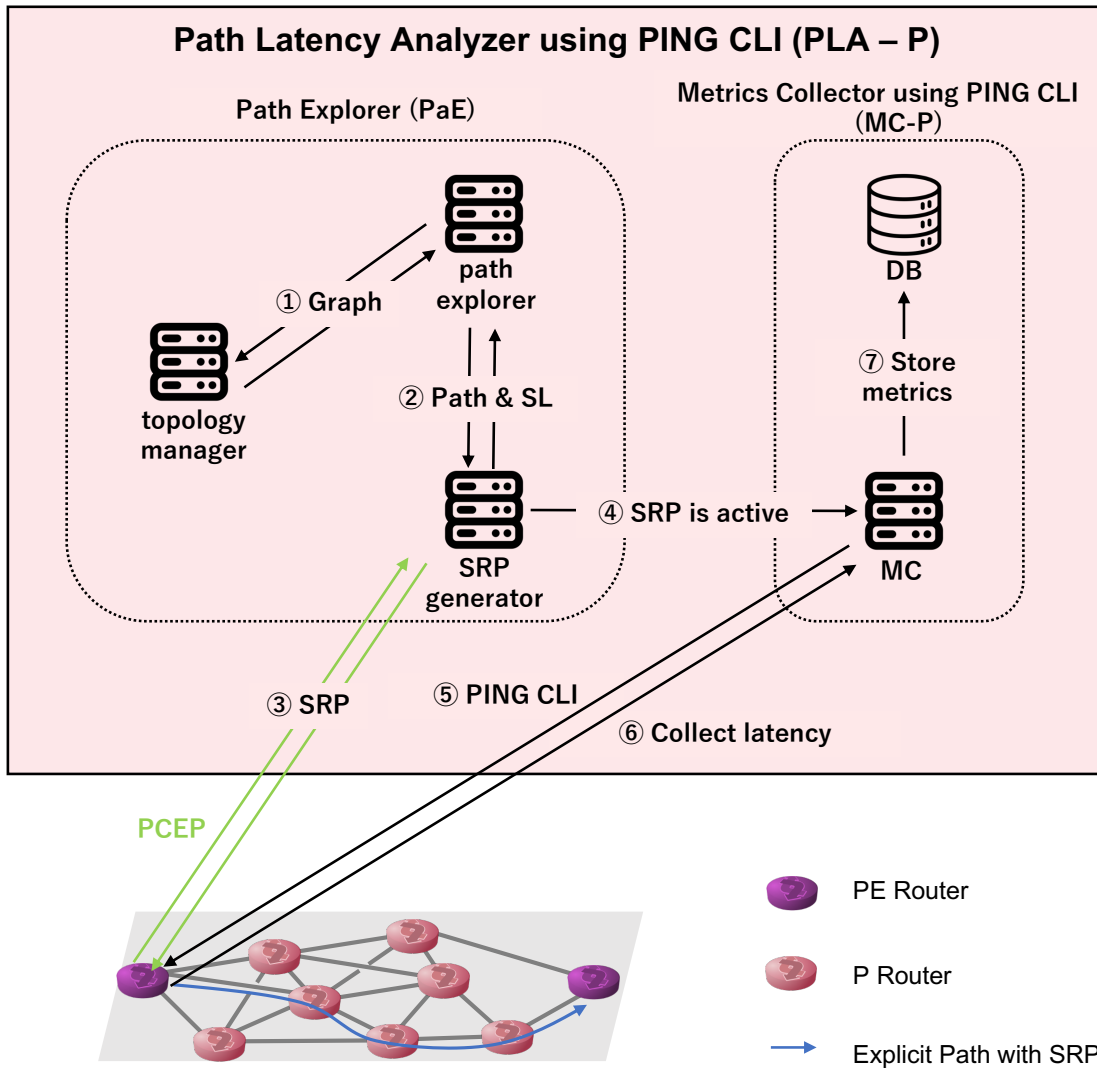 Path Latency Analyzer using PING CLI (PLA – P)
Path Explorer (PaE)
Metrics Collector using PING CLI
(MC-P)
path
explorer
DB
① Graph
topology
manager
② Path & SL
⑦ Store
metrics
④ SRP is active
SRP
generator
MC
③ SRP
⑤ PING CLI
⑥ Collect latency
PCEP
PE Router
P Router
Explicit Path with SRP